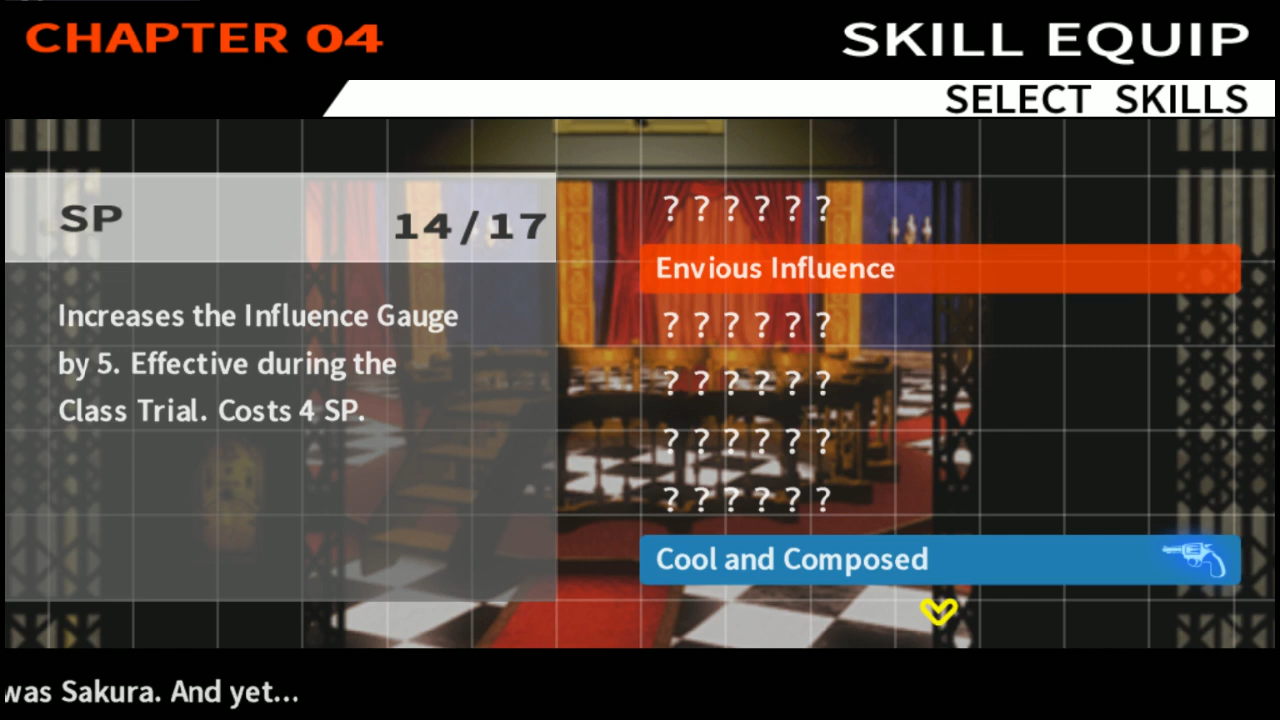 CHAPTER 04
SKILL EQUIP
SELECT SKILLS
SP
14/17
Increases the Influence Gauge
by 5. Effective during the
Class Trial. Costs 4 SP.
??????
Envious Influence
??????
??????
??????
??????
Cool and Composed
was Sakura. And yet...